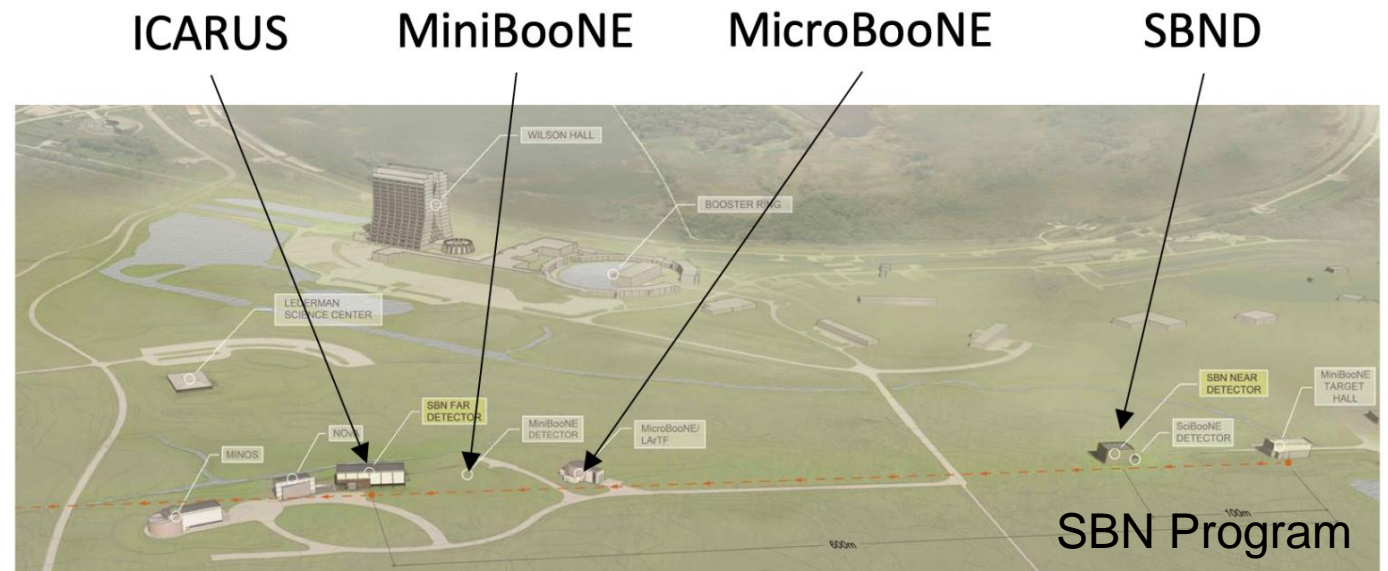 ICARUS MiniBooNE MicroBooNE SBND
WILSON HALL
BOOSTER RING
LEDERMAN
SCIENCE CENTER
SBN FAR
DETECTOR
NOVA
MINOS
MiniBooNE
DETECTOR
MicroBooNE/
LArTF
SBN NEAR
DETECTOR
SciBooNE
DETECTOR
MiniBooNE
TARGET
HALL
100m
600m
SBN Program